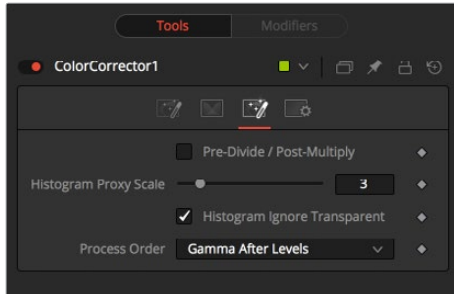 Tools Modifiers
ColorCorrector1
Pre-Divide / Post-Multiply
Histogram Proxy Scale 3
Histogram Ignore Transparent
Process Order Gamma After Levels